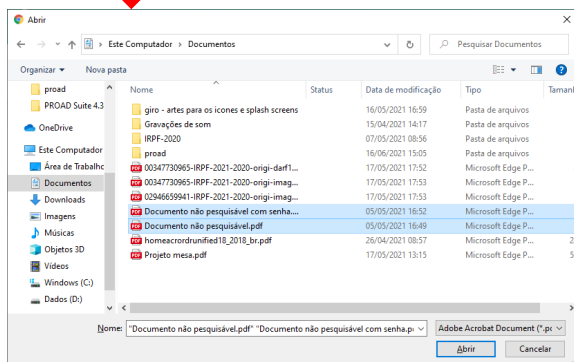 Abrir
Este Computador > Documentos
Pesquisar Documentos
Organizar
Nova pasta
proad
PROAD Suite 4.3
OneDrive
Este Computador
Área de Trabalho
Documentos
Downloads
Imagens
Músicas
Objetos 3D
Vídeos
Windows (C:)
Dados (D:)
Nome Status Data de modificação Tipo Tamanl
giro - artes para os icones e splash screens 16/05/2021 16:59 Pasta de arquivos
Gravações de som 15/04/2021 14:17 Pasta de arquivos
IRPF-2020 07/05/2021 08:56 Pasta de arquivos
proad 16/06/2021 15:05 Pasta de arquivos
00347730965-IRPF-2021-2020-origi-darf1... 17/05/2021 17:52 Microsoft Edge P...
00347730965-IRPF-2021-2020-origi-imag... 17/05/2021 17:53 Microsoft Edge P...
02946659941-IRPF-2021-2020-origi-imag... 17/05/2021 17:53 Microsoft Edge P...
Documento não pesquisável com senha.... 05/05/2021 16:52 Microsoft Edge P...
Documento não pesquisável.pdf 05/05/2021 16:49 Microsoft Edge P...
homeacrordrunified18_2018_br.pdf 26/04/2021 08:57 Microsoft Edge P... 2
Projeto mesa.pdf 17/05/2021 13:15 Microsoft Edge P... 5
Nome: "Documento não pesquisável.pdf" "Documento não pesquisável com senha.p Adobe Acrobat Document (*.pc
Abrir Cancelar